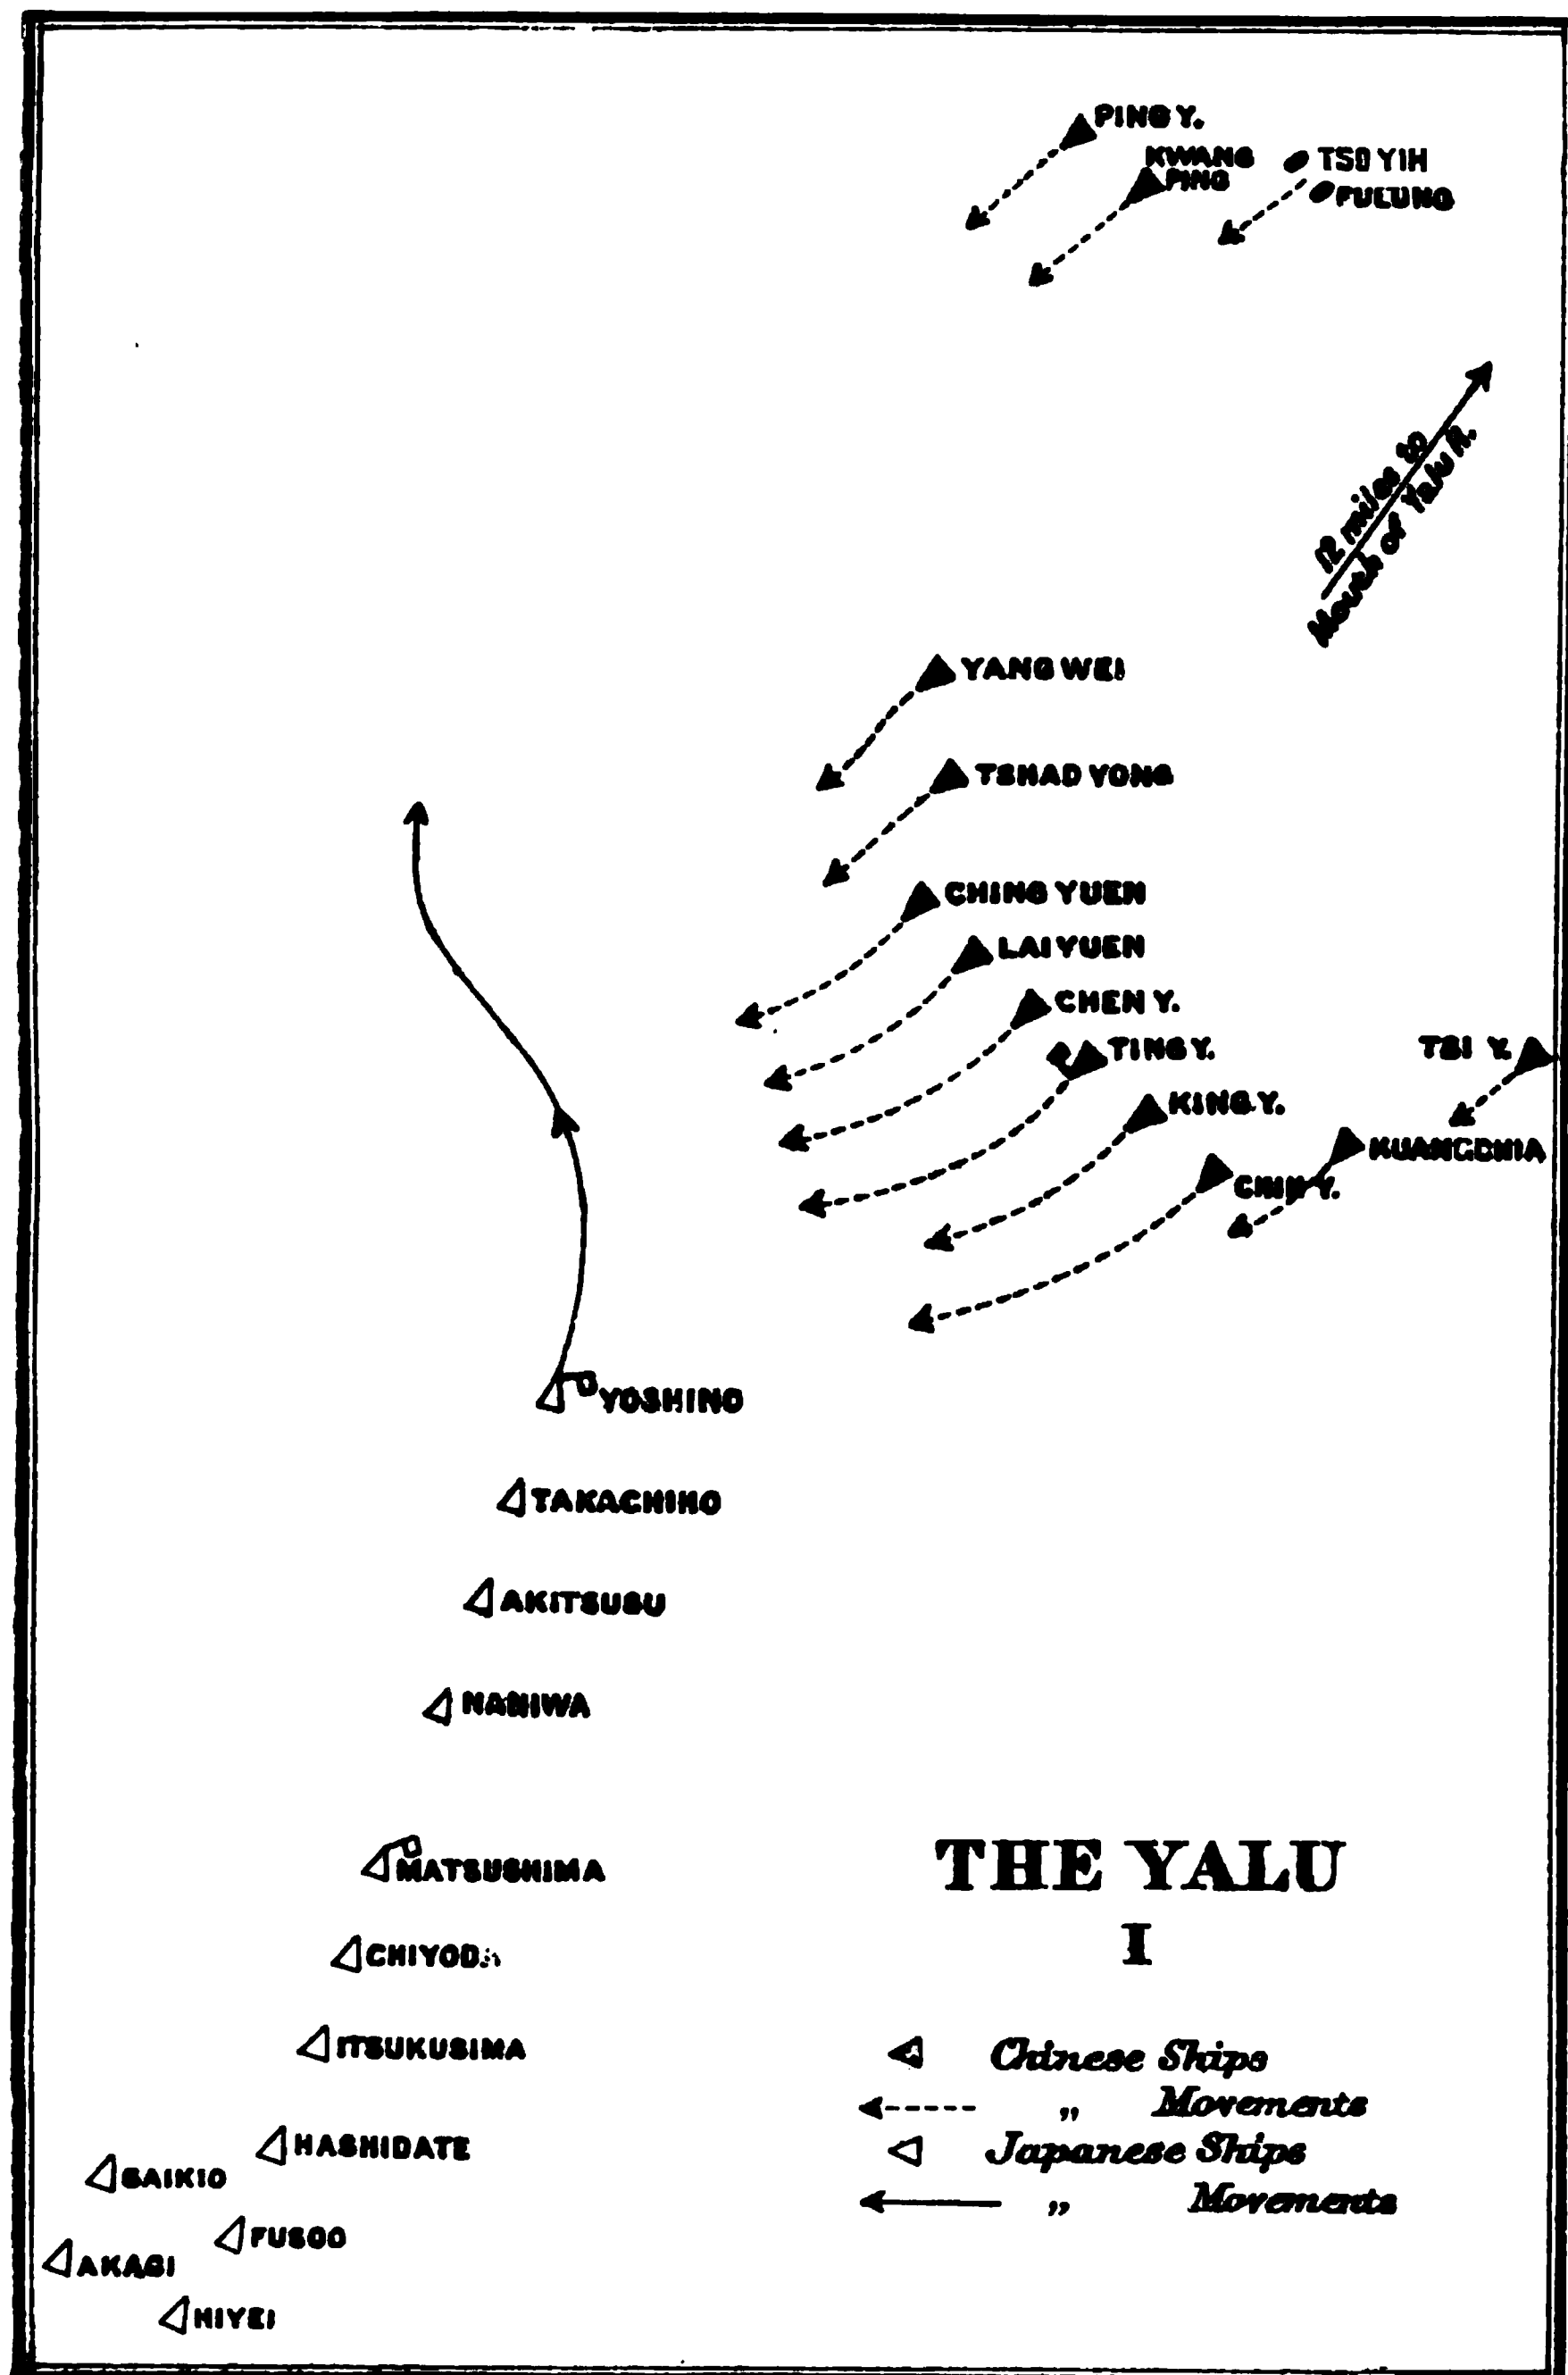 PING Y.
KWANG
PING
TSO YIH
FULUNG
12 miles to
Mouth of Yalu R.
YANG WEI
TSHAO YONG
CHING YUEN
LAI YUEN
CHEN Y.
TING Y.
TSI Y.
KING Y.
KUANGCHIA
CHIH Y.
YOSHINO
TAKACHIHO
AKITSUSU
NANIWA
MATSUSHIMA
CHIYODA
ITSUKUSIMA
HASHIDATE
SAIKIO
FUSOO
AKAGI
HIYEI
THE YALU
I
Chinese Ships
„ Movements
Japanese Ships
„ Movements